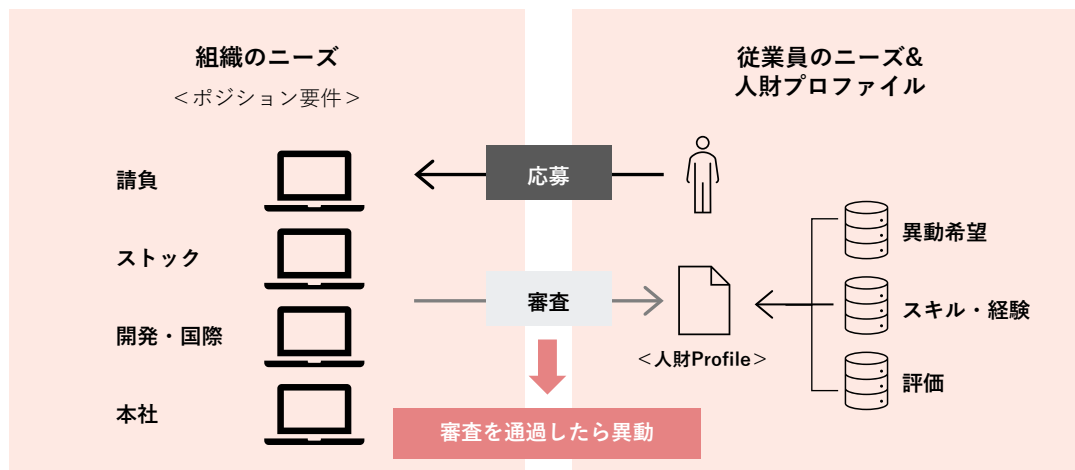 組織のニーズ
＜ポジション要件＞
請負
ストック
開発・国際
本社
従業員のニーズ&
人財プロファイル
応募
審査
＜人財Profile＞
異動希望
スキル・経験
評価
審査を通過したら異動